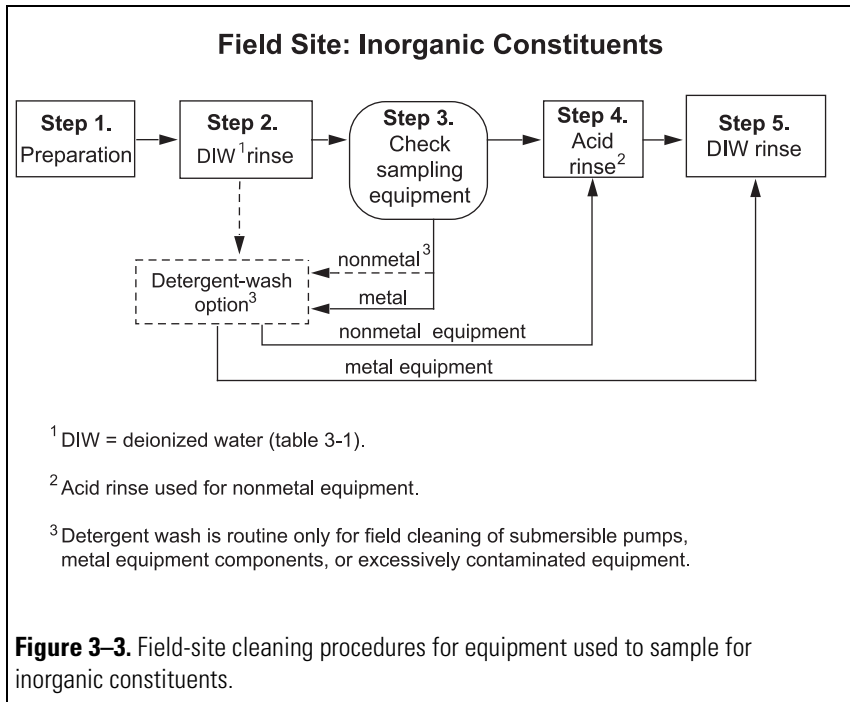 Field Site: Inorganic Constituents
Step 1.
Preparation
Step 2.
DIW¹ rinse
Step 3.
Check
sampling
equipment
Step 4.
Acid
rinse²
Step 5.
DIW rinse
nonmetal³
Detergent-wash
option³
metal
nonmetal equipment
metal equipment
¹ DIW = deionized water (table 3-1).
² Acid rinse used for nonmetal equipment.
³ Detergent wash is routine only for field cleaning of submersible pumps,
metal equipment components, or excessively contaminated equipment.
Figure 3–3. Field-site cleaning procedures for equipment used to sample for
inorganic constituents.